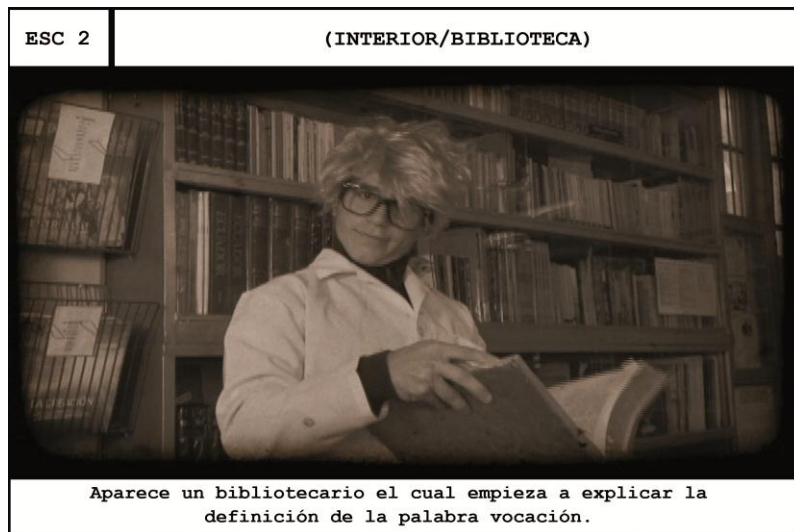 ESC 2
(INTERIOR/BIBLIOTECA)
Aparece un bibliotecario el cual empieza a explicar la
definición de la palabra vocación.